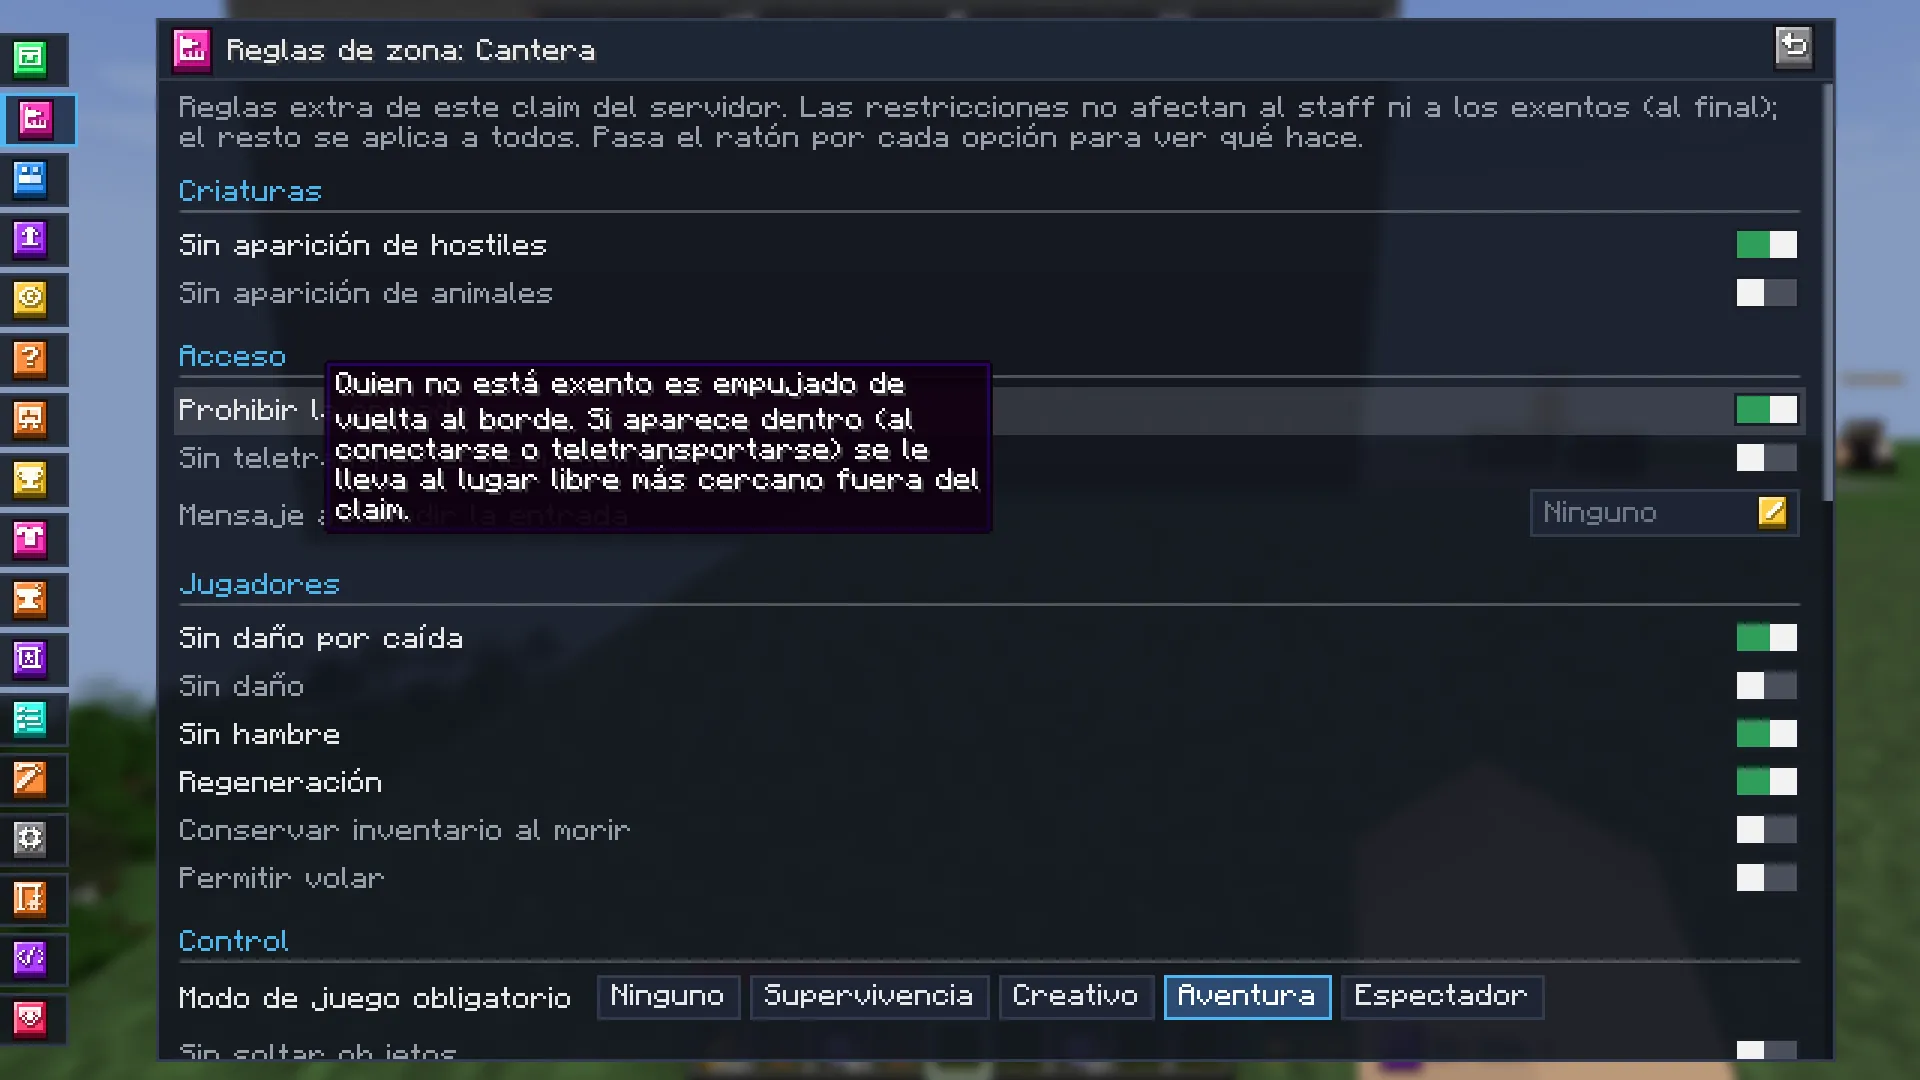 Reglas de zona: Cantera
Reglas extra de este claim del servidor. Las restricciones no afectan al staff ni a los exentos (al final);
el resto se aplica a todos. Pasa el ratón por cada opción para ver qué hace.
Criaturas
Sin aparición de hostiles
Sin aparición de animales
Acceso
Prohibir l
Sin teletr
Mensaje a dir la entrada
Ninguno
Quien no está exento es empujado de
vuelta al borde. Si aparece dentro (al
conectarse o teletransportarse) se le
lleva al lugar libre más cercano fuera del
claim.
Jugadores
Sin daño por caída
Sin daño
Sin hambre
Regeneración
Conservar inventario al morir
Permitir volar
Control
Modo de juego obligatorio Ninguno Supervivencia Creativo Aventura Espectador
Sin soltar objetos